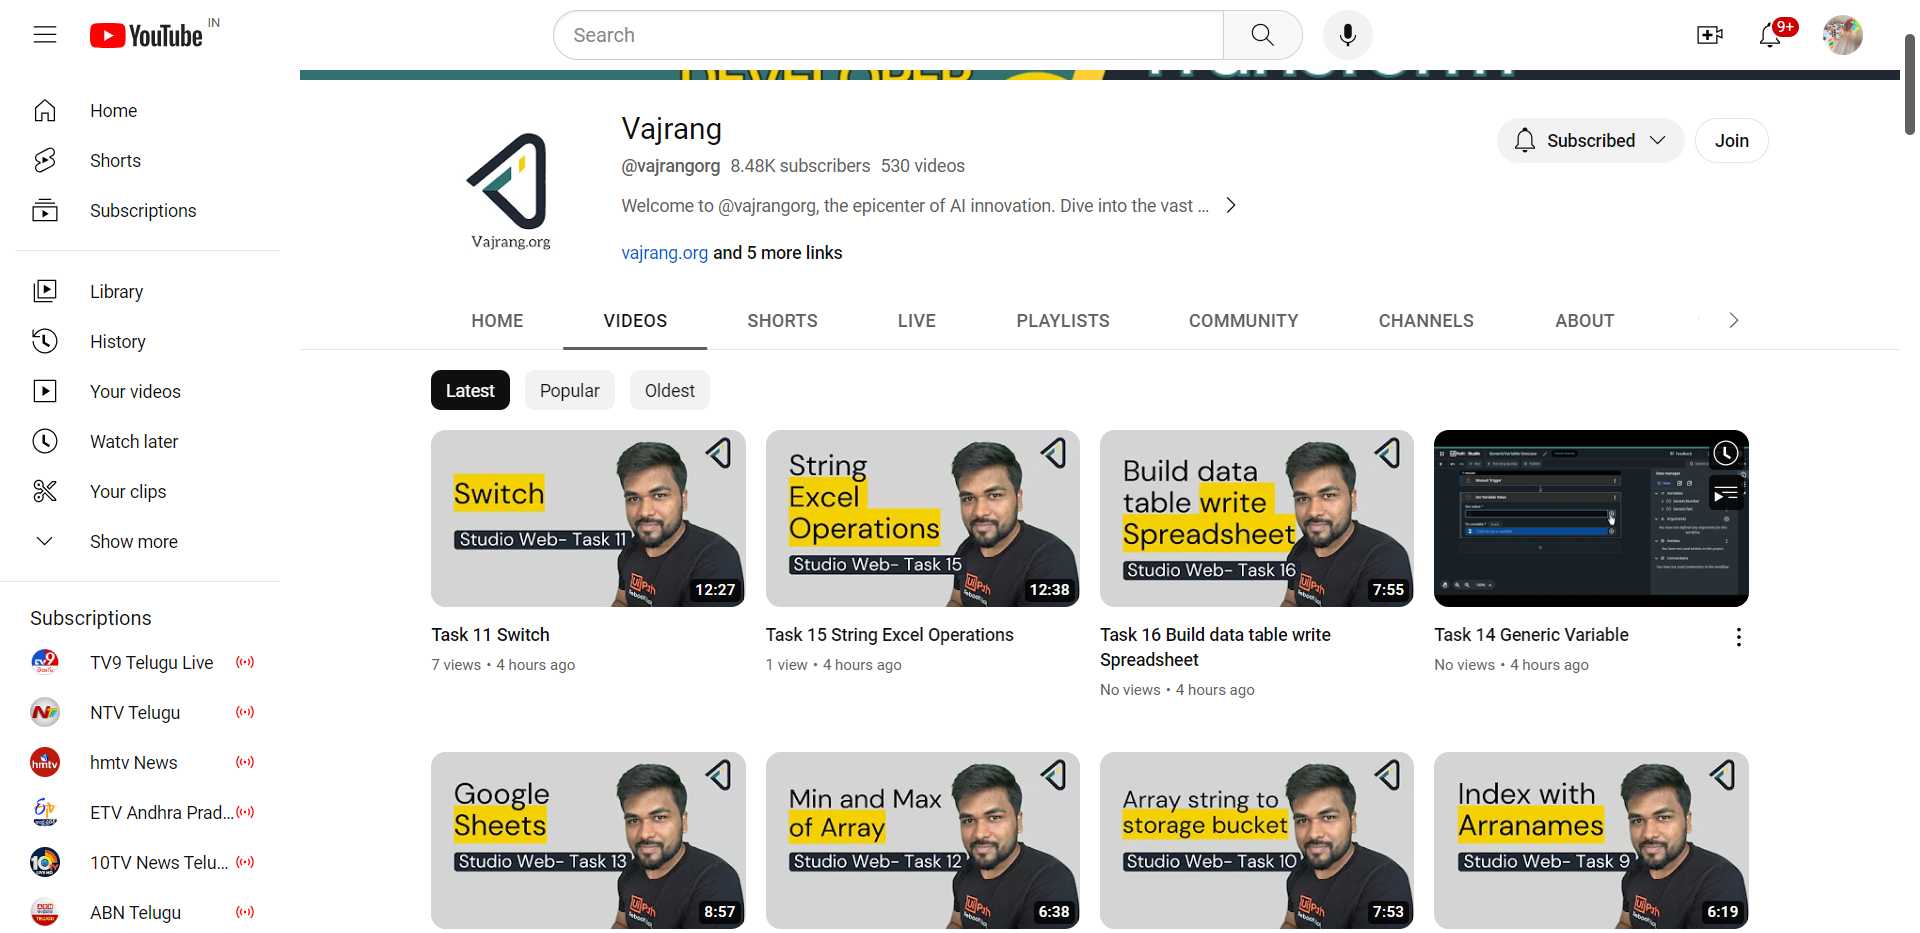 YouTube IN
Search
9+
Home
Shorts
Subscriptions
Library
History
Your videos
Watch later
Your clips
Show more
Subscriptions
TV9 Telugu Live
NTV Telugu
hmtv News
ETV Andhra Prad...
10TV News Telu...
ABN Telugu
Vajrang.org
Vajrang
@vajrangorg 8.48K subscribers 530 videos
Welcome to @vajrangorg, the epicenter of AI innovation. Dive into the vast ...
vajrang.org and 5 more links
Subscribed
Join
HOME VIDEOS SHORTS LIVE PLAYLISTS COMMUNITY CHANNELS ABOUT
Latest Popular Oldest
Switch
Studio Web- Task 11
12:27
Task 11 Switch
7 views • 4 hours ago
String
Excel
Operations
Studio Web- Task 15
12:38
Task 15 String Excel Operations
1 view • 4 hours ago
Build data
table write
Spreadsheet
Studio Web- Task 16
7:55
Task 16 Build data table write
Spreadsheet
No views • 4 hours ago
Task 14 Generic Variable
No views • 4 hours ago
Google
Sheets
Studio Web- Task 13
8:57
Min and Max
of Array
Studio Web- Task 12
6:38
Array string to
storage bucket
Studio Web- Task 10
7:53
Index with
Arranames
Studio Web- Task 9
6:19